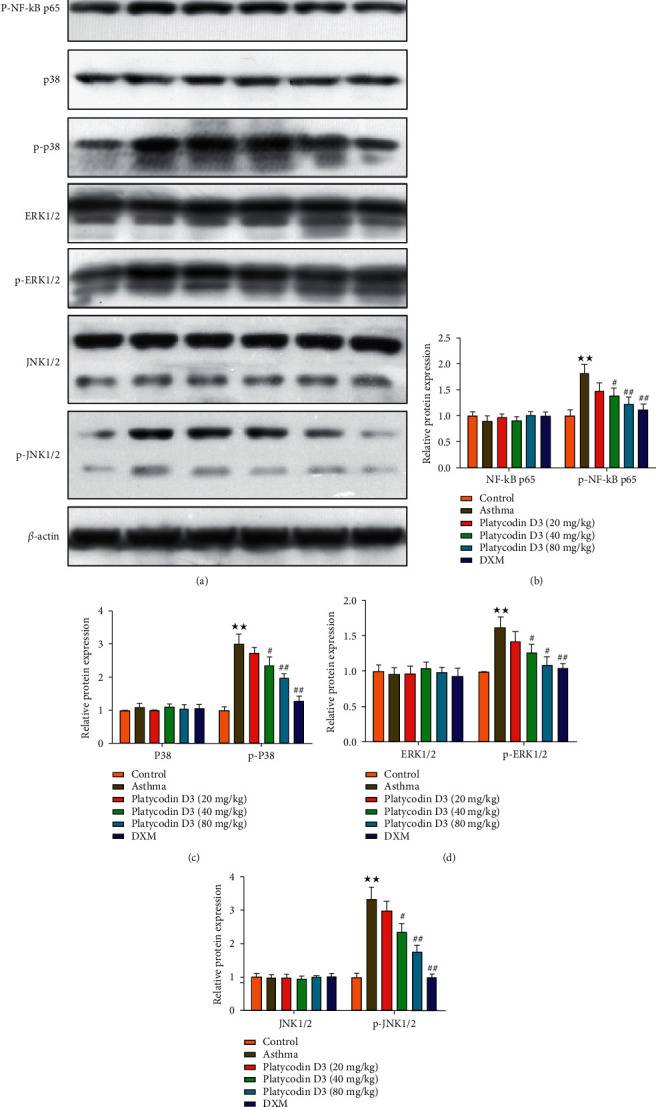 P-NF-kB p65
p38
p-p38
ERK1/2
p-ERK1/2
JNK1/2
p-JNK1/2
β-actin
(a)
Relative protein expression
2.5
2.0
1.5
1.0
0.5
0.0
★★
#
##
##
NF-kB p65
p-NF-kB p65
Control
Asthma
Platycodin D3 (20 mg/kg)
Platycodin D3 (40 mg/kg)
Platycodin D3 (80 mg/kg)
DXM
(b)
Relative protein expression
4
3
2
1
0
★★
#
##
##
P38
p-P38
Control
Asthma
Platycodin D3 (20 mg/kg)
Platycodin D3 (40 mg/kg)
Platycodin D3 (80 mg/kg)
DXM
(c)
Relative protein expression
2.0
1.5
1.0
0.5
0.0
★★
#
#
##
ERK1/2
p-ERK1/2
Control
Asthma
Platycodin D3 (20 mg/kg)
Platycodin D3 (40 mg/kg)
Platycodin D3 (80 mg/kg)
DXM
(d)
Relative protein expression
4
3
2
1
0
★★
#
##
##
JNK1/2
p-JNK1/2
Control
Asthma
Platycodin D3 (20 mg/kg)
Platycodin D3 (40 mg/kg)
Platycodin D3 (80 mg/kg)
DXM